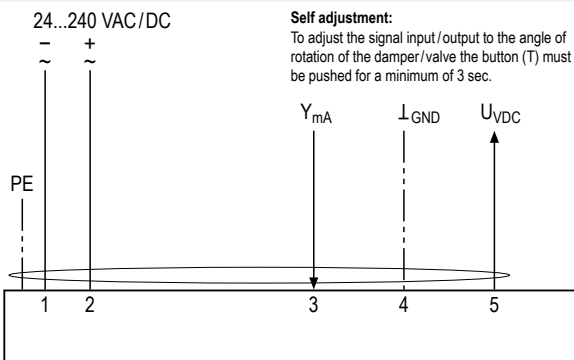 24...240 VAC/DC
– +
~ ~
Self adjustment:
To adjust the signal input/output to the angle of
rotation of the damper/valve the button (T) must
be pushed for a minimum of 3 sec.
YmA ⊥GND UVDC
PE
1 2 3 4 5